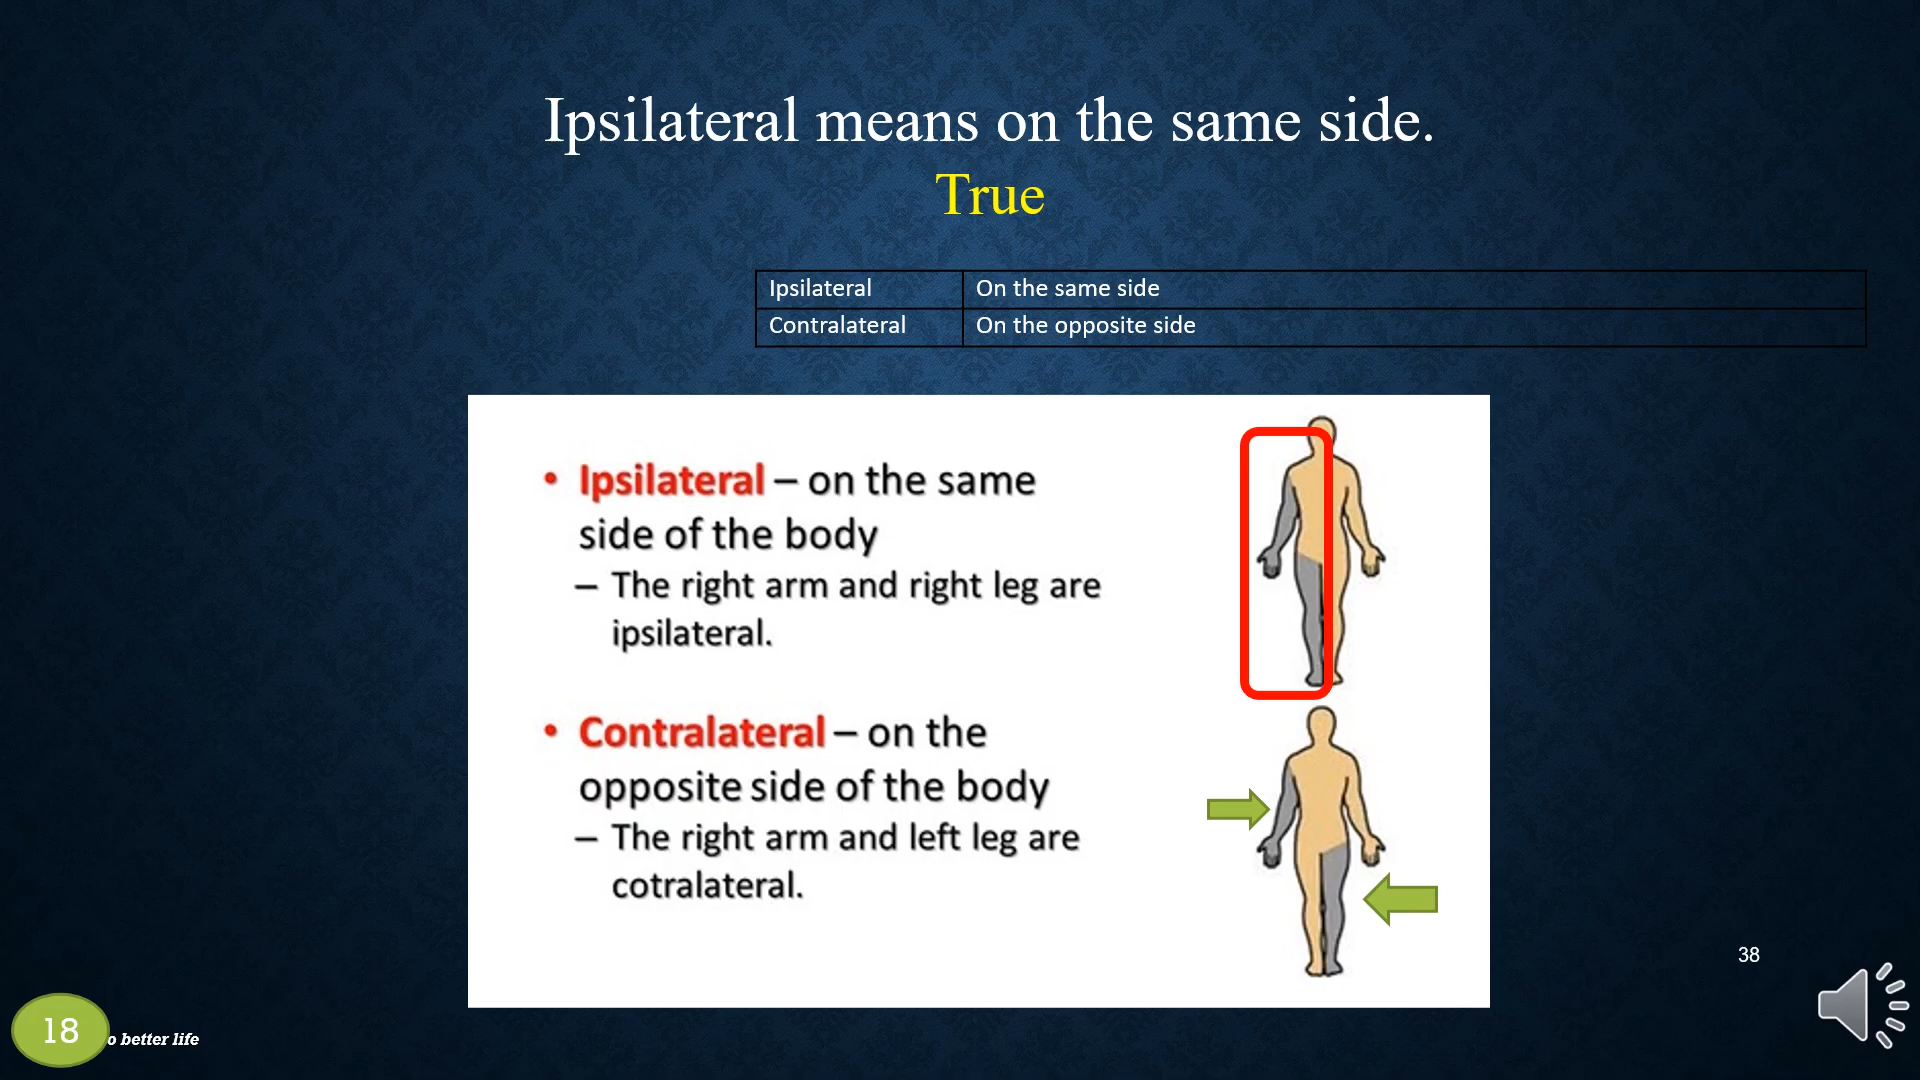 Ipsilateral means on the same side.
True
Ipsilateral On the same side
Contralateral On the opposite side
• Ipsilateral – on the same
side of the body
– The right arm and right leg are
ipsilateral.
• Contralateral – on the
opposite side of the body
– The right arm and left leg are
cotralateral.
38
18
o better life